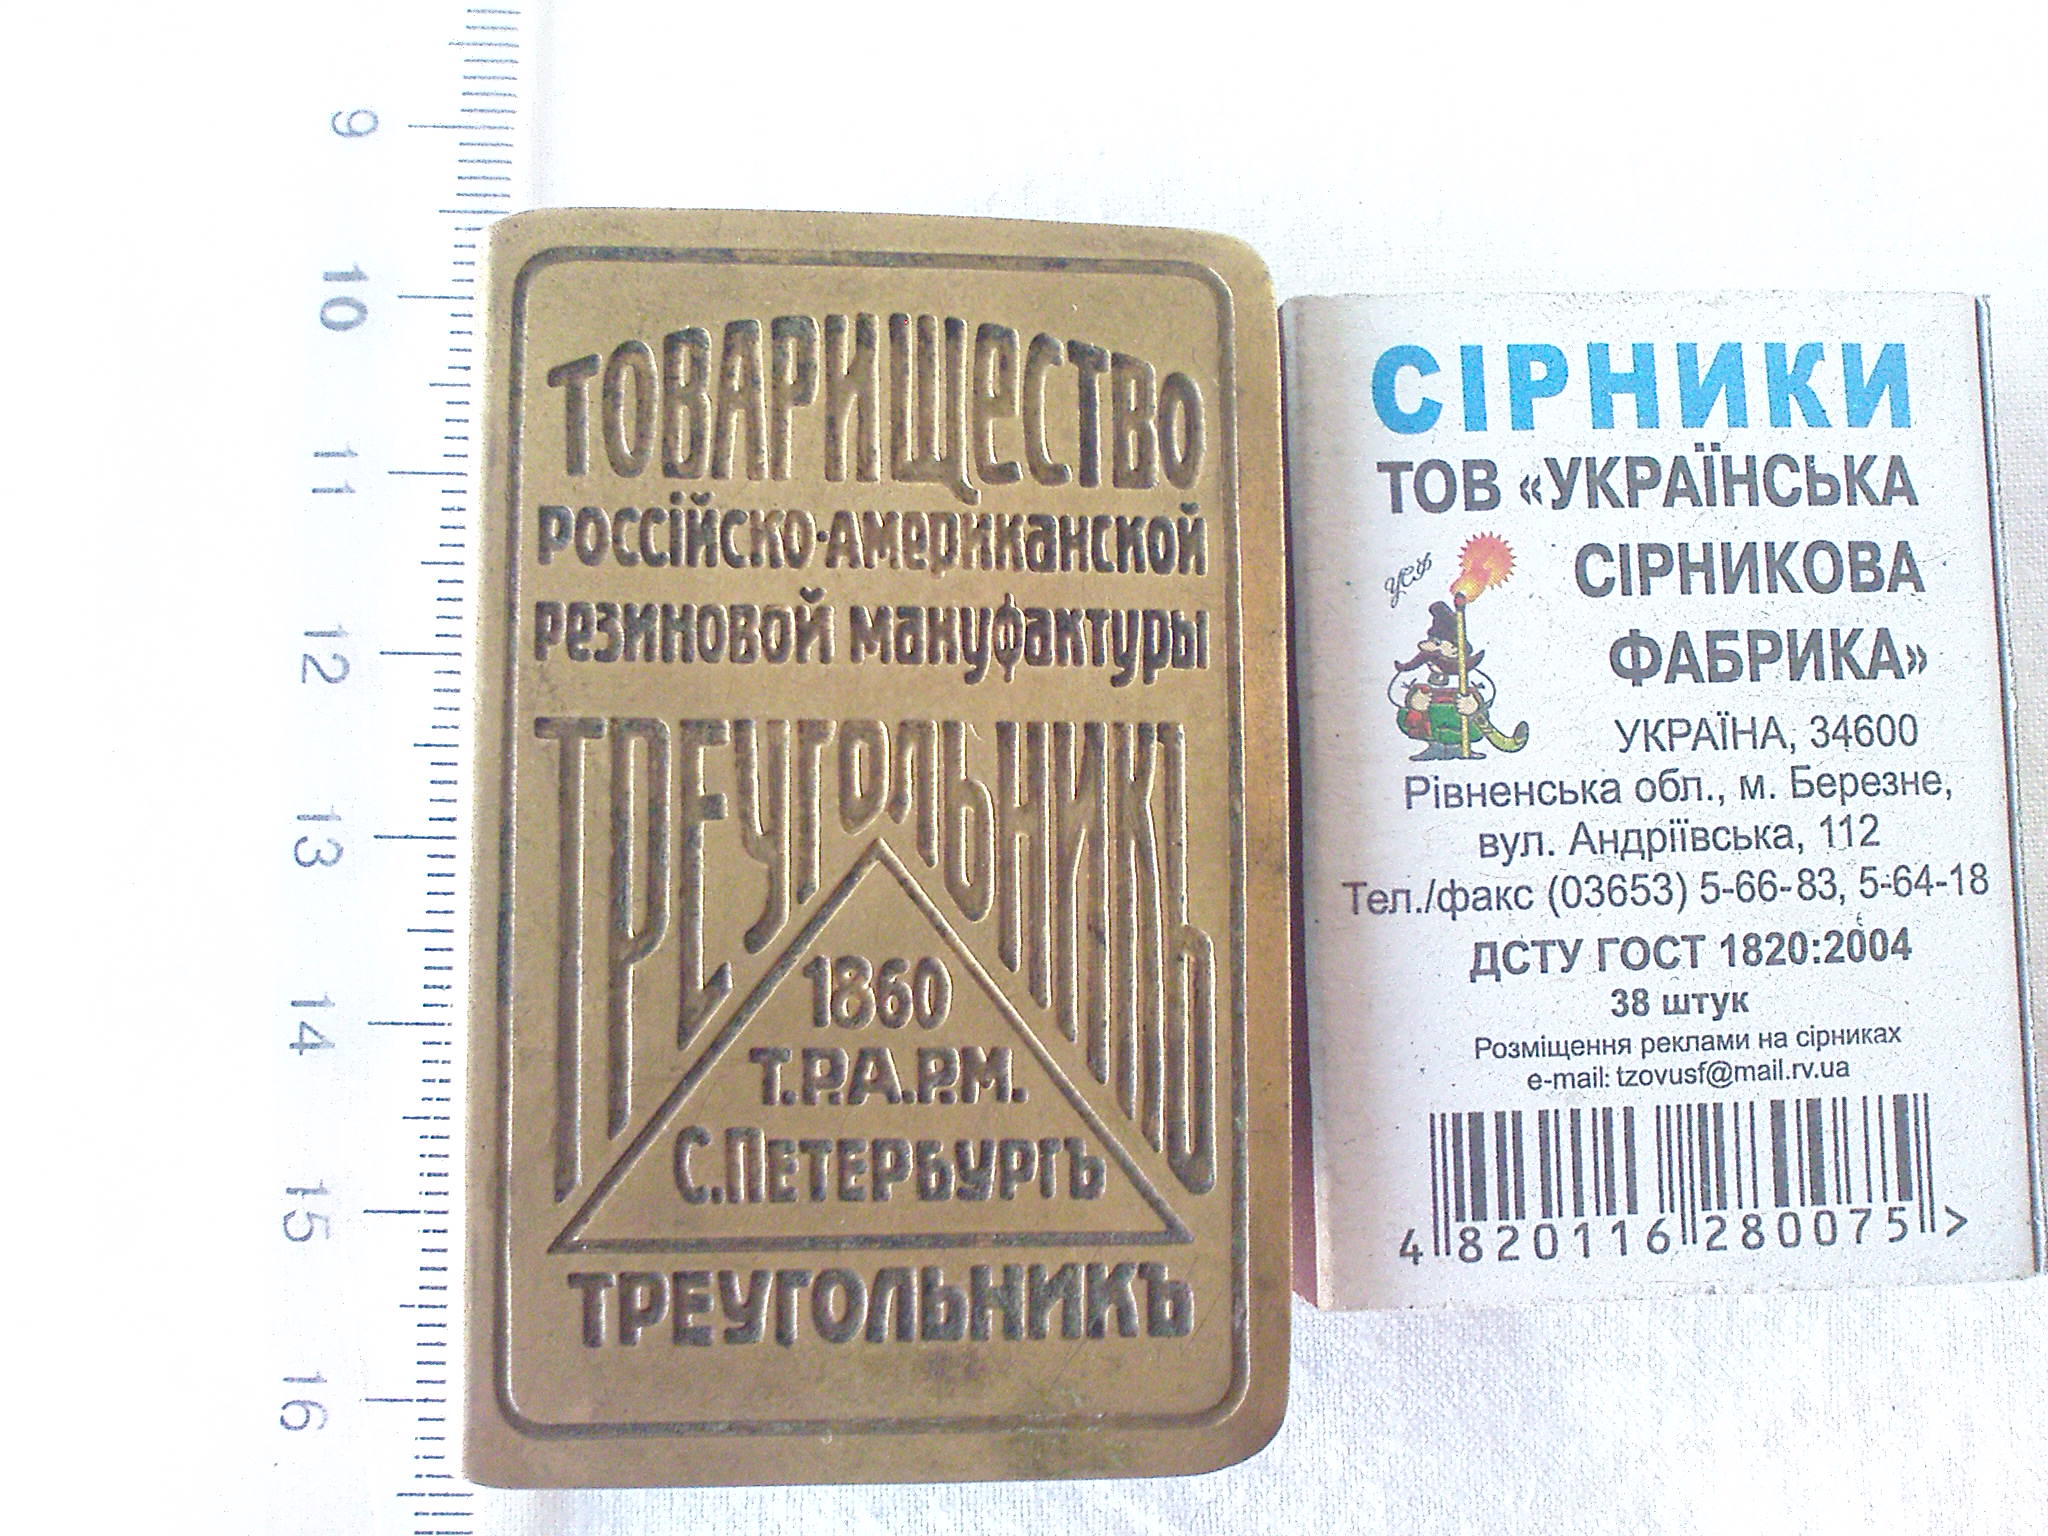 9
10
11
12
13
14
15
16
ТОВАРИЩЕСТВО
РОССІЙСКО-АМЕРИКАНСКОЙ
РЕЗИНОВОЙ МАНУФАКТУРЫ
ТРЕУГОЛЬНИКЪ
1860
Т.Р.А.Р.М.
С.ПЕТЕРБУРГЪ
ТРЕУГОЛЬНИКЪ
СІРНИКИ
ТОВ «УКРАЇНСЬКА
СІРНИКОВА
ФАБРИКА»
УСФ
УКРАЇНА, 34600
Рівненська обл., м. Березне,
вул. Андріївська, 112
Тел./факс (03653) 5-66-83, 5-64-18
ДСТУ ГОСТ 1820:2004
38 штук
Розміщення реклами на сірниках
e-mail: tzovusf@mail.rv.ua
4 820116 280075 >